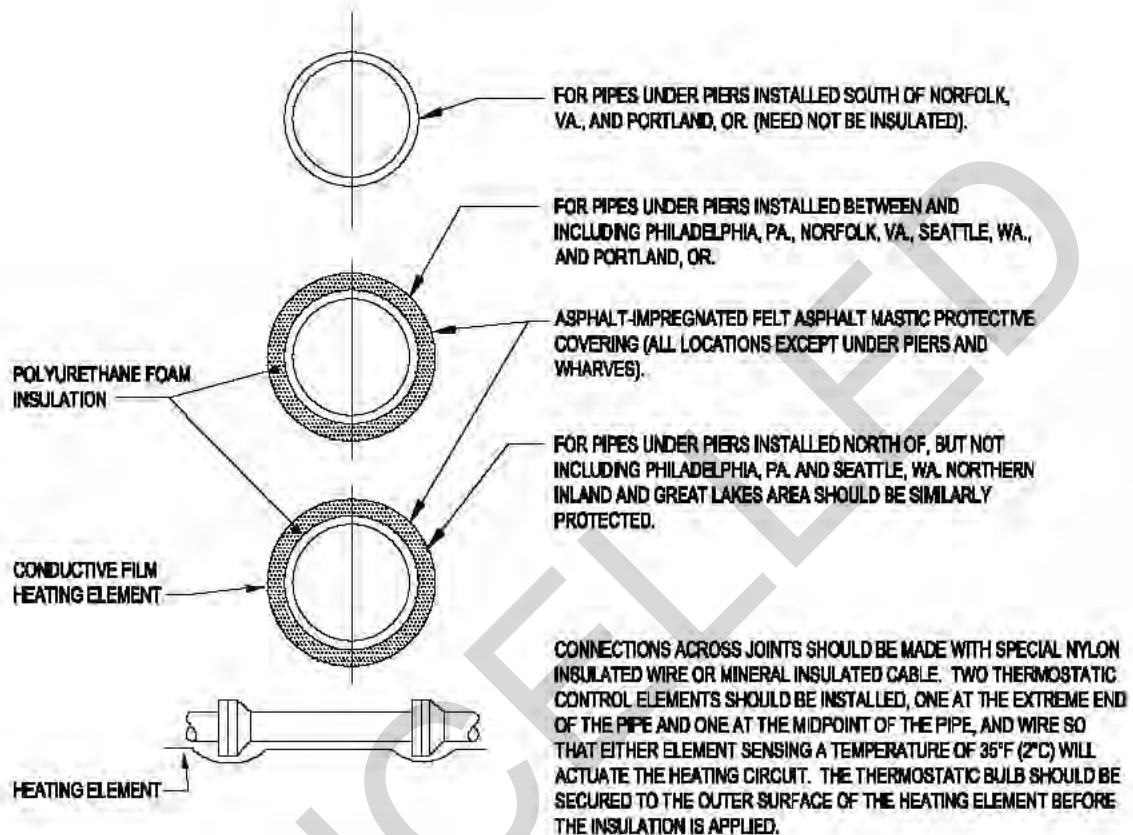 FOR PIPES UNDER PIERS INSTALLED SOUTH OF NORFOLK,
VA., AND PORTLAND, OR. (NEED NOT BE INSULATED).
FOR PIPES UNDER PIERS INSTALLED BETWEEN AND
INCLUDING PHILADELPHIA, PA., NORFOLK, VA., SEATTLE, WA.,
AND PORTLAND, OR.
ASPHALT-IMPREGNATED FELT ASPHALT MASTIC PROTECTIVE
COVERING (ALL LOCATIONS EXCEPT UNDER PIERS AND
WHARVES).
POLYURETHANE FOAM
INSULATION
FOR PIPES UNDER PIERS INSTALLED NORTH OF, BUT NOT
INCLUDING PHILADELPHIA, PA. AND SEATTLE, WA. NORTHERN
INLAND AND GREAT LAKES AREA SHOULD BE SIMILARLY
PROTECTED.
CONDUCTIVE FILM
HEATING ELEMENT
CONNECTIONS ACROSS JOINTS SHOULD BE MADE WITH SPECIAL NYLON
INSULATED WIRE OR MINERAL INSULATED CABLE. TWO THERMOSTATIC
CONTROL ELEMENTS SHOULD BE INSTALLED, ONE AT THE EXTREME END
OF THE PIPE AND ONE AT THE MIDPOINT OF THE PIPE, AND WIRE SO
THAT EITHER ELEMENT SENSING A TEMPERATURE OF 35°F (2°C) WILL
ACTUATE THE HEATING CIRCUIT. THE THERMOSTATIC BULB SHOULD BE
SECURED TO THE OUTER SURFACE OF THE HEATING ELEMENT BEFORE
THE INSULATION IS APPLIED.
HEATING ELEMENT
NCELLED